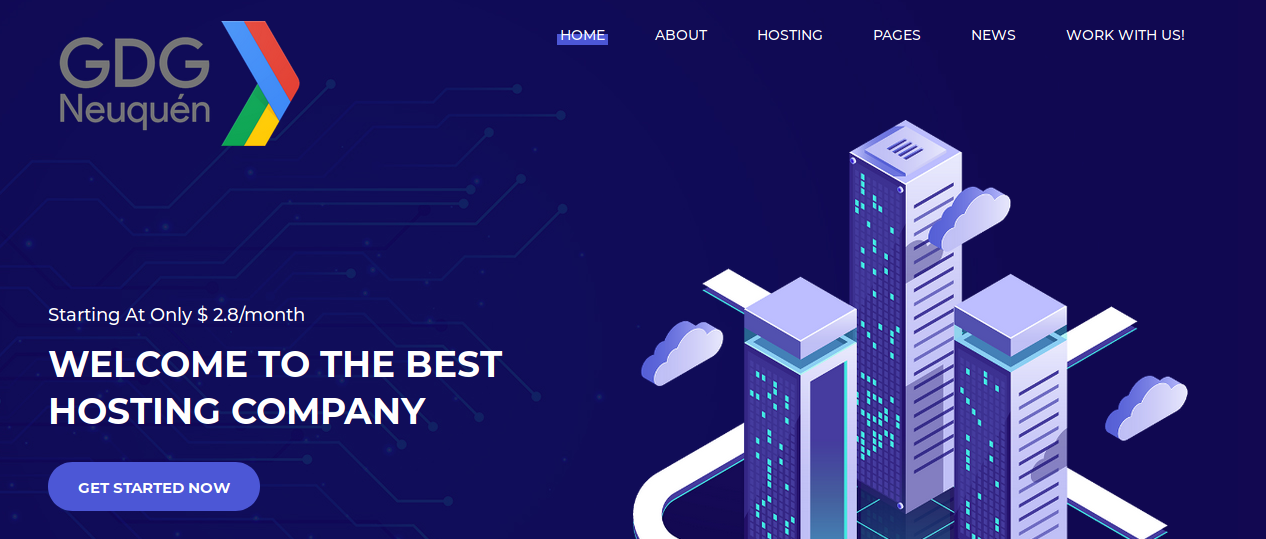 GDG
Neuquén
HOME ABOUT HOSTING PAGES NEWS WORK WITH US!
Starting At Only $ 2.8/month
WELCOME TO THE BEST
HOSTING COMPANY
GET STARTED NOW